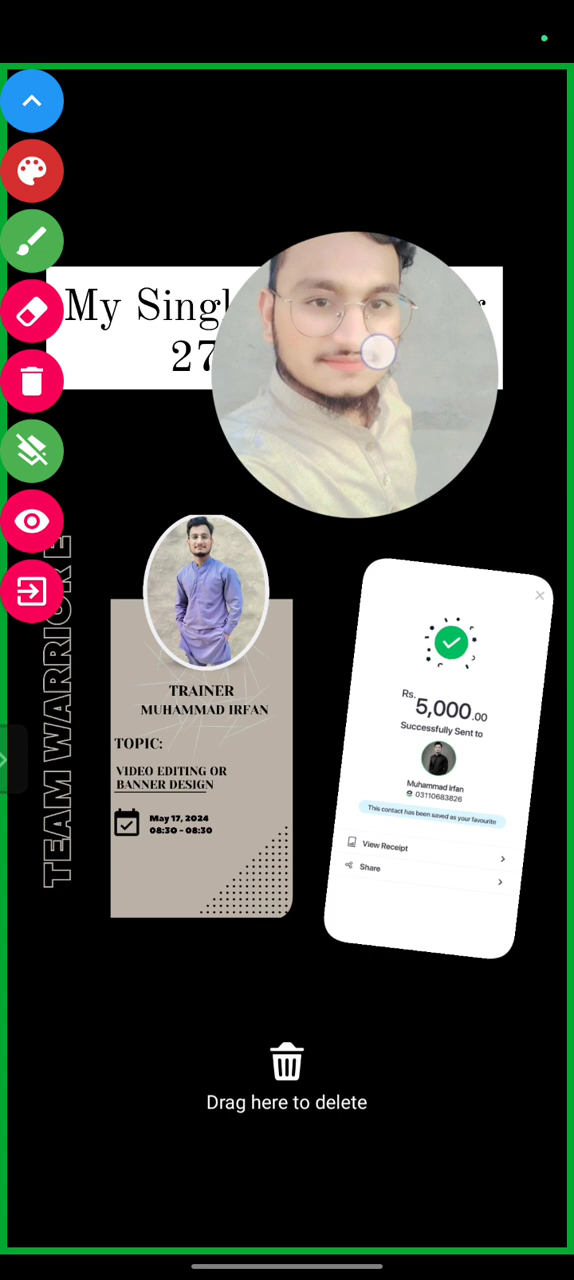 My Singl
27
TEAM WARRIOR E
TRAINER
MUHAMMAD IRFAN
TOPIC:
VIDEO EDITING OR
BANNER DESIGN
May 17, 2024
08:30 - 08:30
Rs. 5,000.00
Successfully Sent to
Muhammad Irfan
03110683826
This contact has been saved as your favourite
View Receipt
Share
Drag here to delete